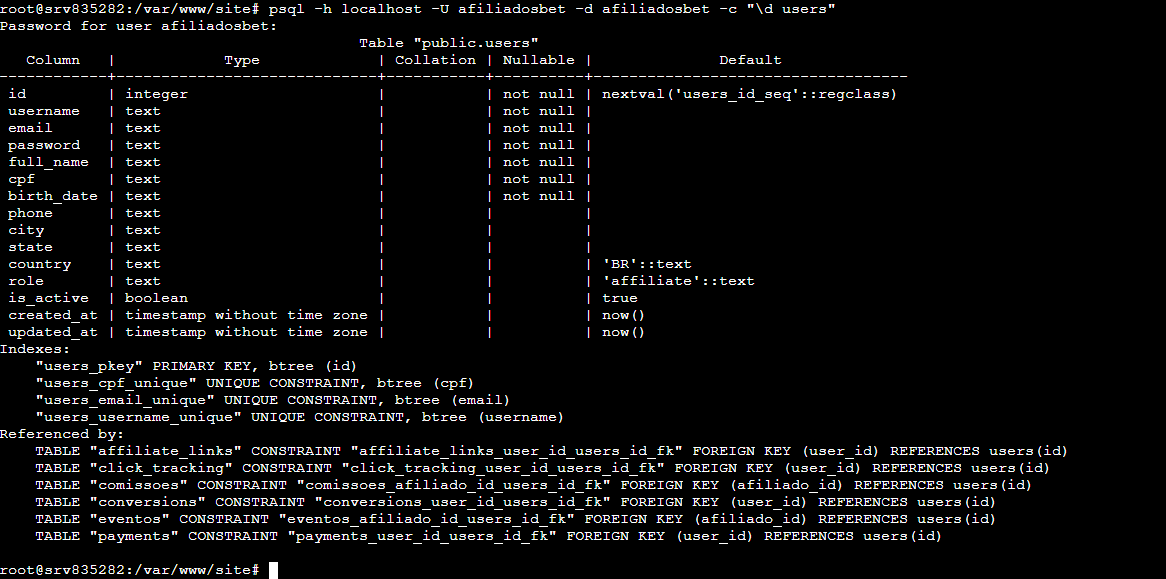 root@srv835282:/var/www/site# psql -h localhost -U afiliadosbet -d afiliadosbet -c "\d users"
Password for user afiliadosbet:
                                        Table "public.users"
   Column   |            Type             | Collation | Nullable |              Default
------------+-----------------------------+-----------+----------+-----------------------------------
 id         | integer                     |           | not null | nextval('users_id_seq'::regclass)
 username   | text                        |           | not null |
 email      | text                        |           | not null |
 password   | text                        |           | not null |
 full_name  | text                        |           | not null |
 cpf        | text                        |           | not null |
 birth_date | text                        |           | not null |
 phone      | text                        |           |          |
 city       | text                        |           |          |
 state      | text                        |           |          |
 country    | text                        |           |          | 'BR'::text
 role       | text                        |           |          | 'affiliate'::text
 is_active  | boolean                     |           |          | true
 created_at | timestamp without time zone |           |          | now()
 updated_at | timestamp without time zone |           |          | now()
Indexes:
    "users_pkey" PRIMARY KEY, btree (id)
    "users_cpf_unique" UNIQUE CONSTRAINT, btree (cpf)
    "users_email_unique" UNIQUE CONSTRAINT, btree (email)
    "users_username_unique" UNIQUE CONSTRAINT, btree (username)
Referenced by:
    TABLE "affiliate_links" CONSTRAINT "affiliate_links_user_id_users_id_fk" FOREIGN KEY (user_id) REFERENCES users(id)
    TABLE "click_tracking" CONSTRAINT "click_tracking_user_id_users_id_fk" FOREIGN KEY (user_id) REFERENCES users(id)
    TABLE "comissoes" CONSTRAINT "comissoes_afiliado_id_users_id_fk" FOREIGN KEY (afiliado_id) REFERENCES users(id)
    TABLE "conversions" CONSTRAINT "conversions_user_id_users_id_fk" FOREIGN KEY (user_id) REFERENCES users(id)
    TABLE "eventos" CONSTRAINT "eventos_afiliado_id_users_id_fk" FOREIGN KEY (afiliado_id) REFERENCES users(id)
    TABLE "payments" CONSTRAINT "payments_user_id_users_id_fk" FOREIGN KEY (user_id) REFERENCES users(id)
root@srv835282:/var/www/site#